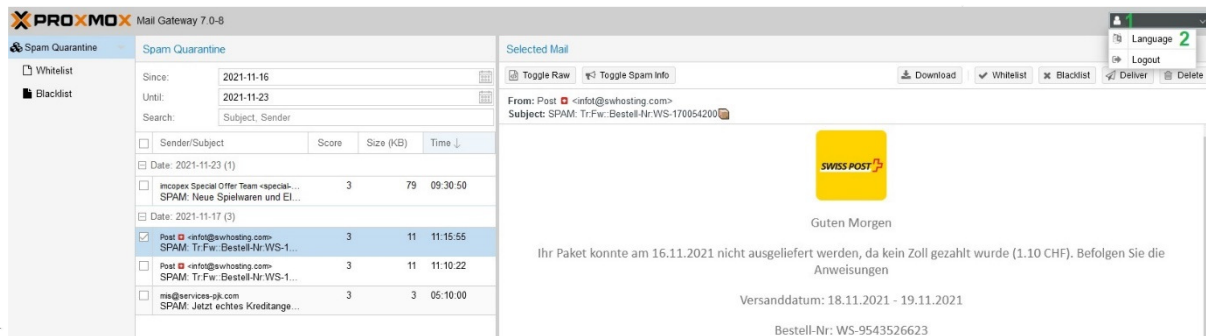 PROXMOX Mail Gateway 7.0-8
1
Language 2
Logout
Spam Quarantine
Whitelist
Blacklist
Spam Quarantine
Since: 2021-11-16
Until: 2021-11-23
Search: Subject, Sender
Sender/Subject Score Size (KB) Time ↓
Date: 2021-11-23 (1)
imcopex Special Offer Team <special-... 3 79 09:30:50
SPAM: Neue Spielwaren und El...
Date: 2021-11-17 (3)
Post <infot@swhosting.com> 3 11 11:15:55
SPAM: Tr:Fw::Bestell-Nr:WS-1...
Post <infot@swhosting.com> 3 11 11:10:22
SPAM: Tr:Fw::Bestell-Nr:WS-1...
mis@services-pjk.com 3 3 05:10:00
SPAM: Jetzt echtes Kreditange...
Selected Mail
Toggle Raw Toggle Spam Info Download Whitelist Blacklist Deliver Delete
From: Post <infot@swhosting.com>
Subject: SPAM: Tr:Fw::Bestell-Nr:WS-170054200
SWISS POST
Guten Morgen
Ihr Paket konnte am 16.11.2021 nicht ausgeliefert werden, da kein Zoll gezahlt wurde (1.10 CHF). Befolgen Sie die
Anweisungen
Versanddatum: 18.11.2021 - 19.11.2021
Bestell-Nr: WS-9543526623